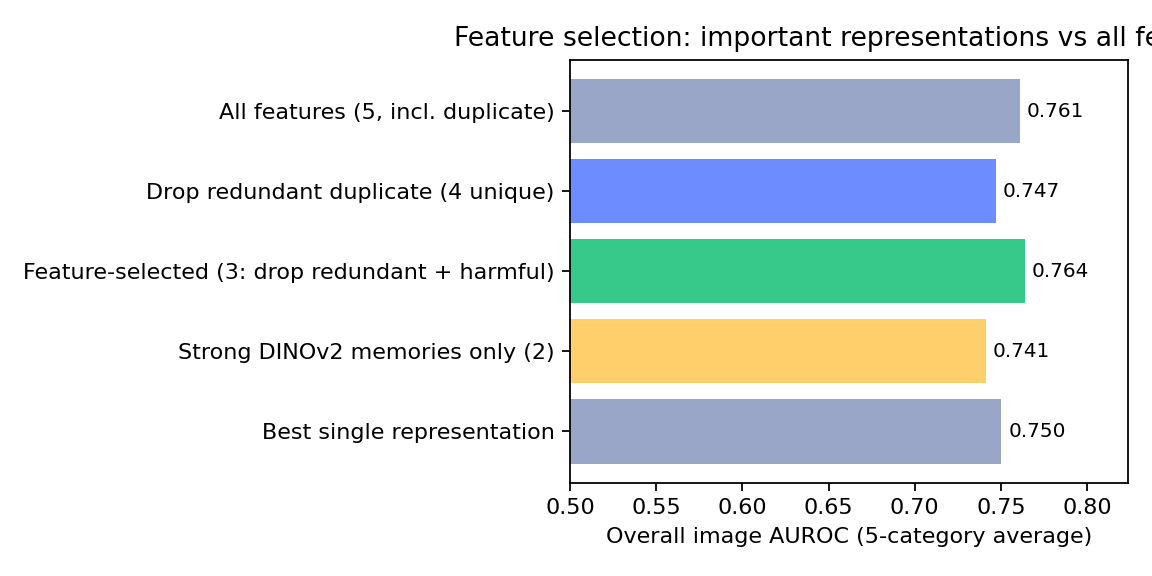 Feature selection: important representations vs all fe
All features (5, incl. duplicate)
0.761
Drop redundant duplicate (4 unique)
0.747
Feature-selected (3: drop redundant + harmful)
0.764
Strong DINOv2 memories only (2)
0.741
Best single representation
0.750
0.50 0.55 0.60 0.65 0.70 0.75 0.80
Overall image AUROC (5-category average)